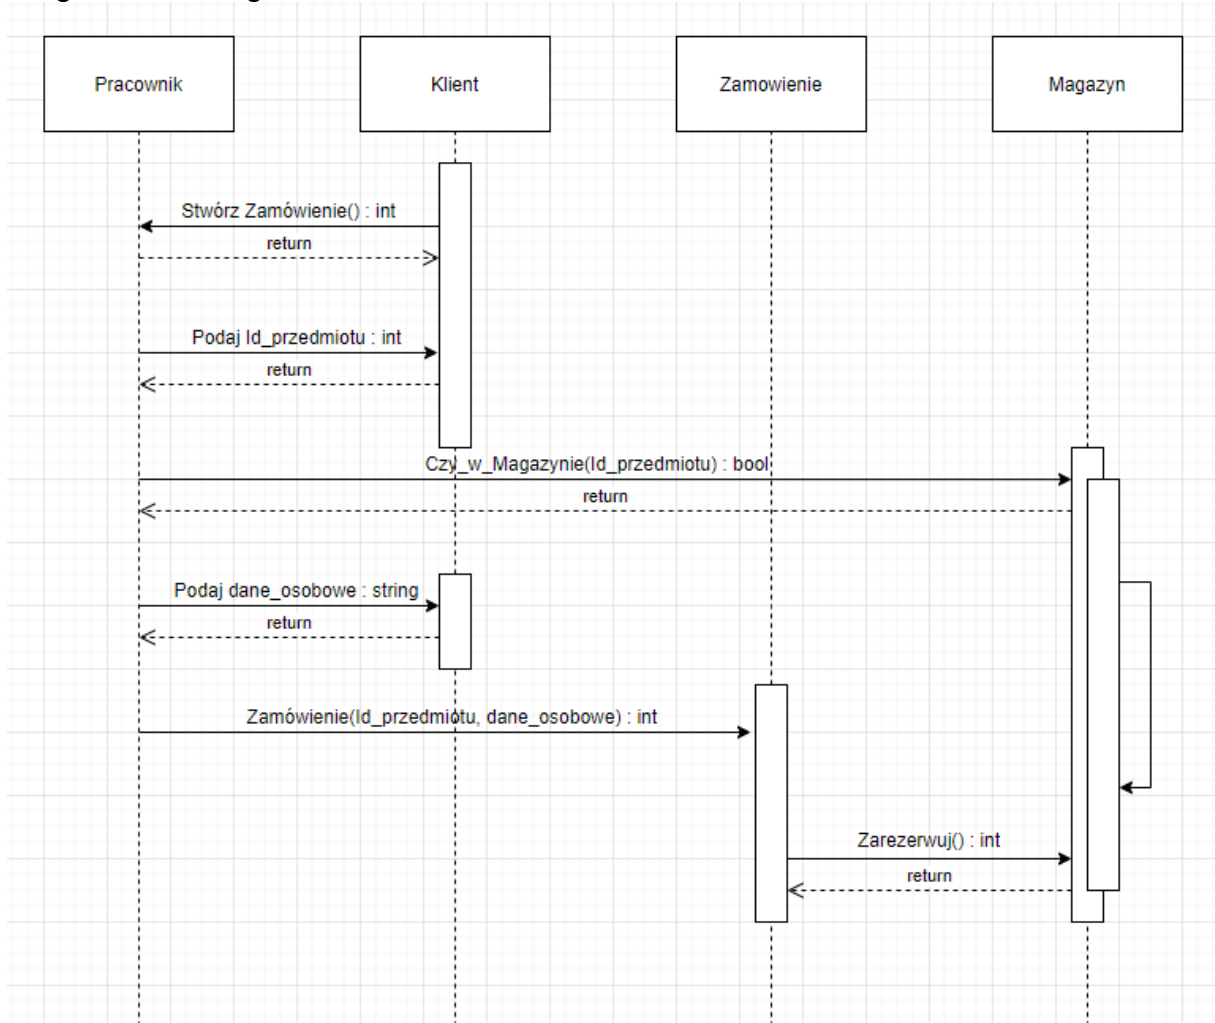 Pracownik
Klient
Zamowienie
Magazyn
Stwórz Zamówienie() : int
return
Podaj Id_przedmiotu : int
return
Czy_w_Magazynie(Id_przedmiotu) : bool
return
Podaj dane_osobowe : string
return
Zamówienie(Id_przedmiotu, dane_osobowe) : int
Zarezerwuj() : int
return